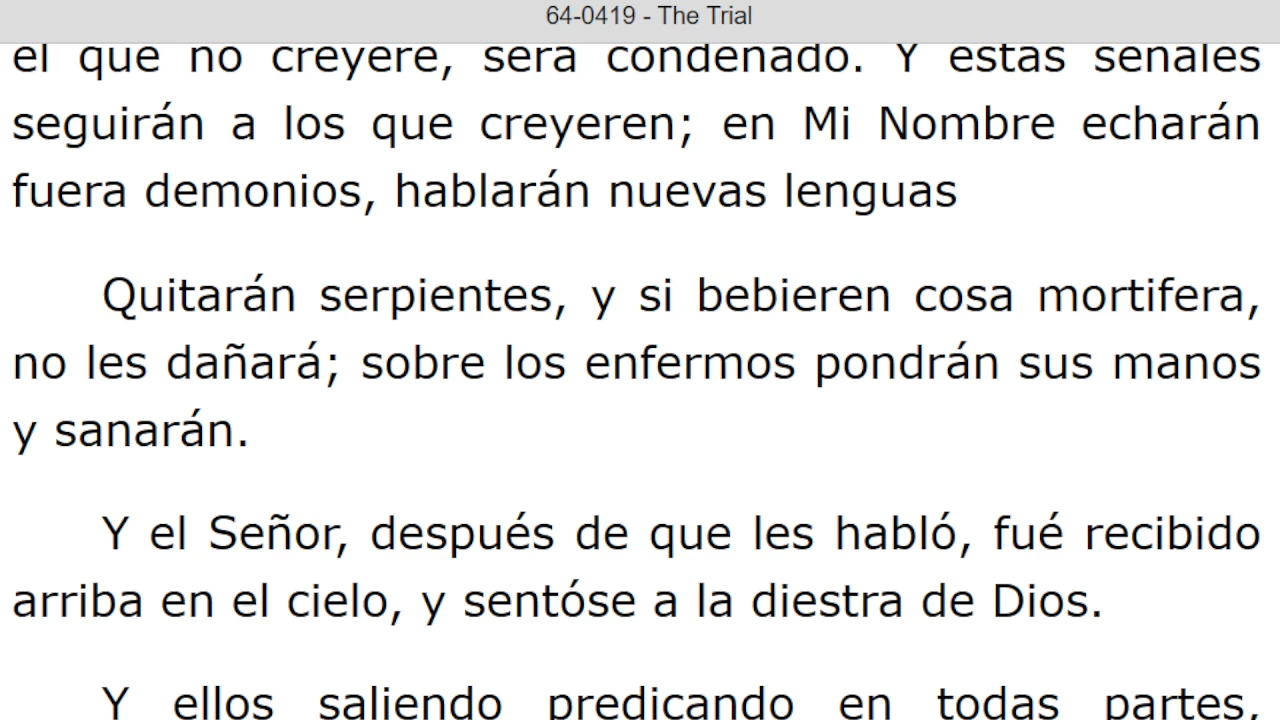 64-0419 - The Trial
el que no creyere, será condenado. Y estas señales
seguirán a los que creyeren; en Mi Nombre echarán
fuera demonios, hablarán nuevas lenguas
Quitarán serpientes, y si bebieren cosa mortifera,
no les dañará; sobre los enfermos pondrán sus manos
y sanarán.
Y el Señor, después de que les habló, fué recibido
arriba en el cielo, y sentóse a la diestra de Dios.
Y ellos saliendo predicando en todas partes,